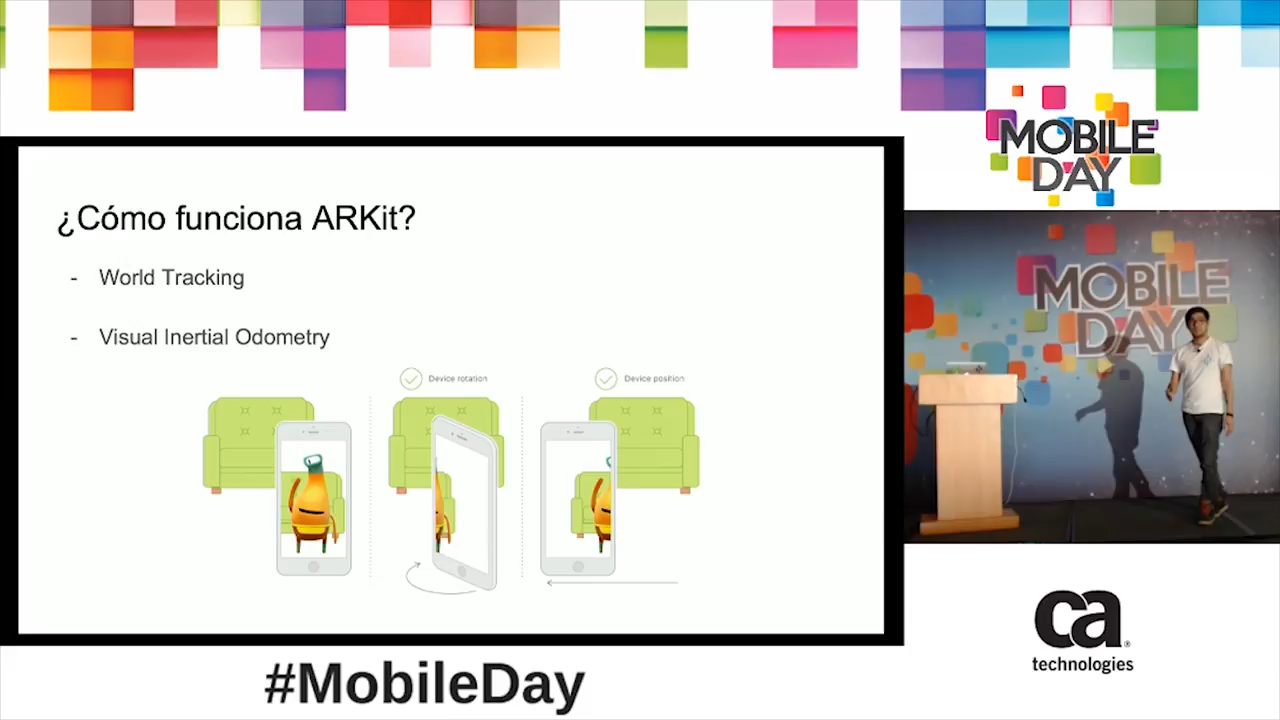 MOBILE
DAY
¿Cómo funciona ARKit?
- World Tracking
- Visual Inertial Odometry
Device rotation
Device position
MOBILE
DAY
ca
technologies
#MobileDay